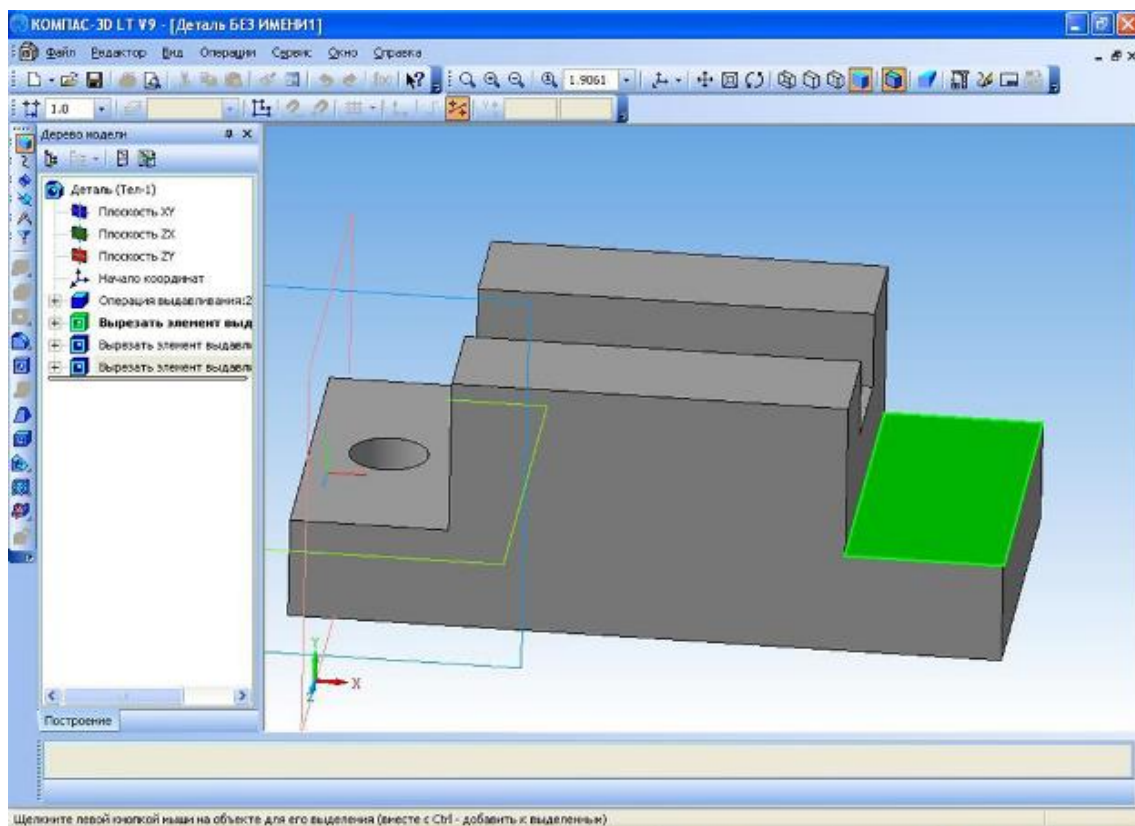 КОМПАС-3D LT V9 - [Деталь БЕЗ ИМЕНИ1]
Файл Редактор Вид Операции Сервис Окно Справка
1.9061
1.0
Дерево модели
Деталь (Тел-1)
Плоскость XY
Плоскость ZX
Плоскость ZY
Начало координат
Операция выдавливания:2
Вырезать элемент выд
Вырезать элемент выдавли
Вырезать элемент выдавли
Y
X
Z
Построение
Щелкните левой кнопкой мыши на объекте для его выделения (вместе с Ctrl - добавить к выделенным)